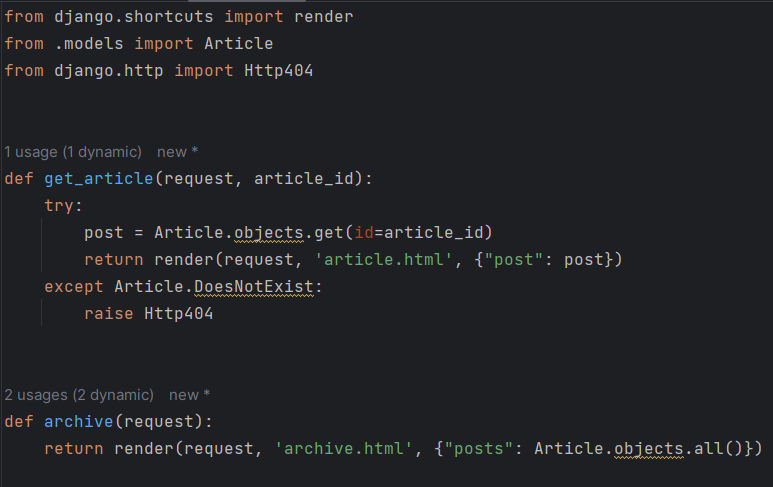 from django.shortcuts import render
from .models import Article
from django.http import Http404
1 usage (1 dynamic) new *
def get_article(request, article_id):
    try:
        post = Article.objects.get(id=article_id)
        return render(request, 'article.html', {"post": post})
    except Article.DoesNotExist:
        raise Http404
2 usages (2 dynamic) new *
def archive(request):
    return render(request, 'archive.html', {"posts": Article.objects.all()})